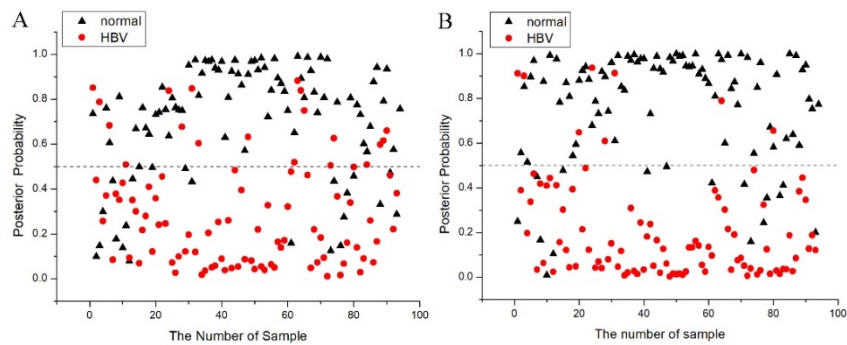 A
normal
HBV
Posterior Probability
1.0
0.8
0.6
0.4
0.2
0.0
0 20 40 60 80 100
The Number of Sample
B
normal
HBV
Posterior Probability
1.0
0.8
0.6
0.4
0.2
0.0
0 20 40 60 80 100
The number of sample